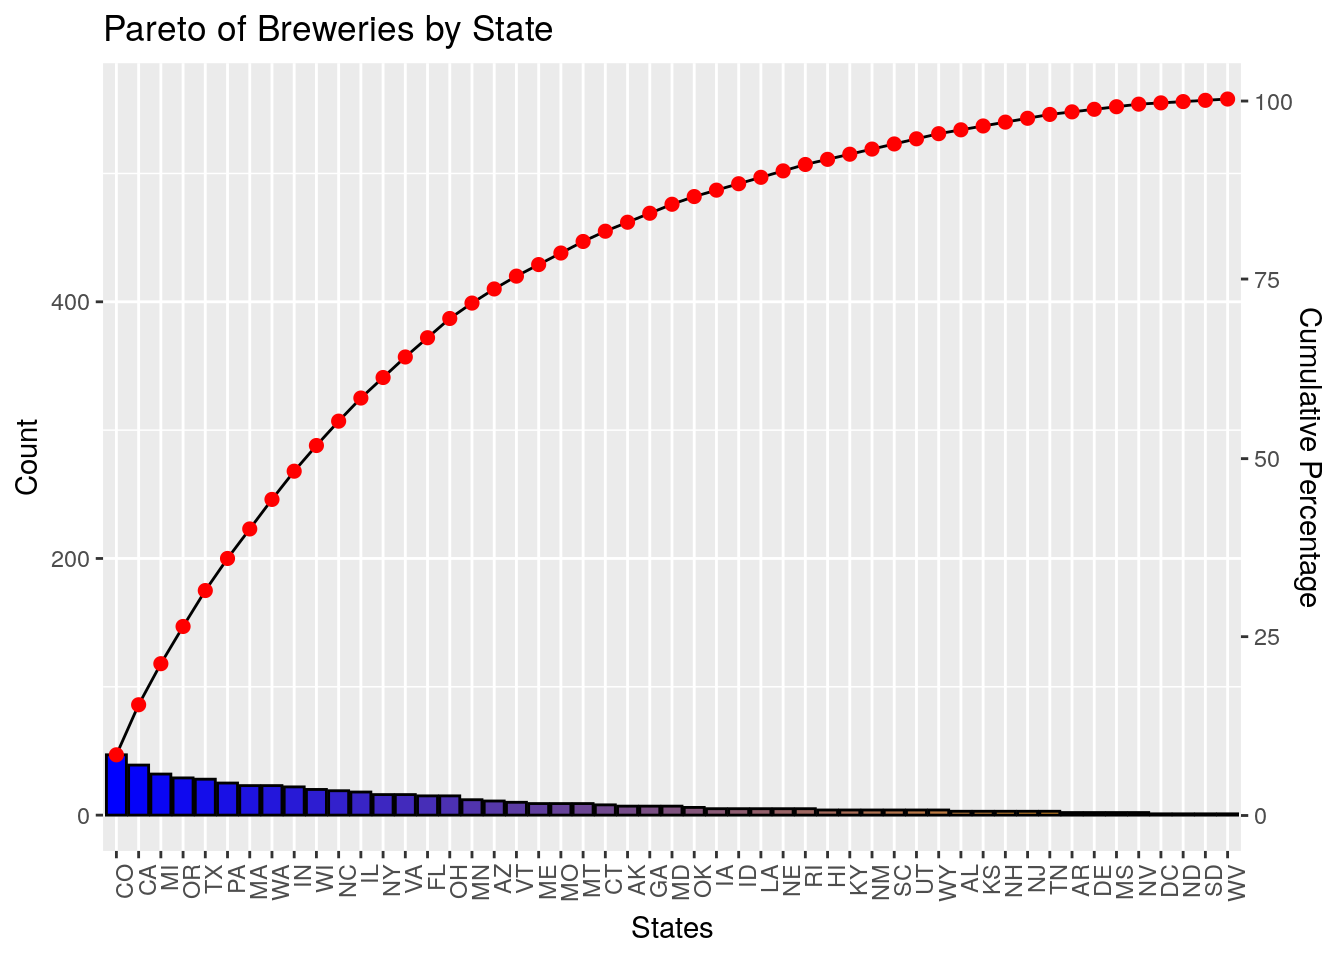 Pareto of Breweries by State
Count
400
200
0
100
75
50
25
0
Cumulative Percentage
CO CA MI OR TX PA MA WA IN WI NC IL NY VA FL OH MN AZ VT ME MO MT CT AK GA MD OK IA ID LA NE RI HI KY NM SC UT WY AL KS NH NJ TN AR DE MS NV DC ND SD WV
States